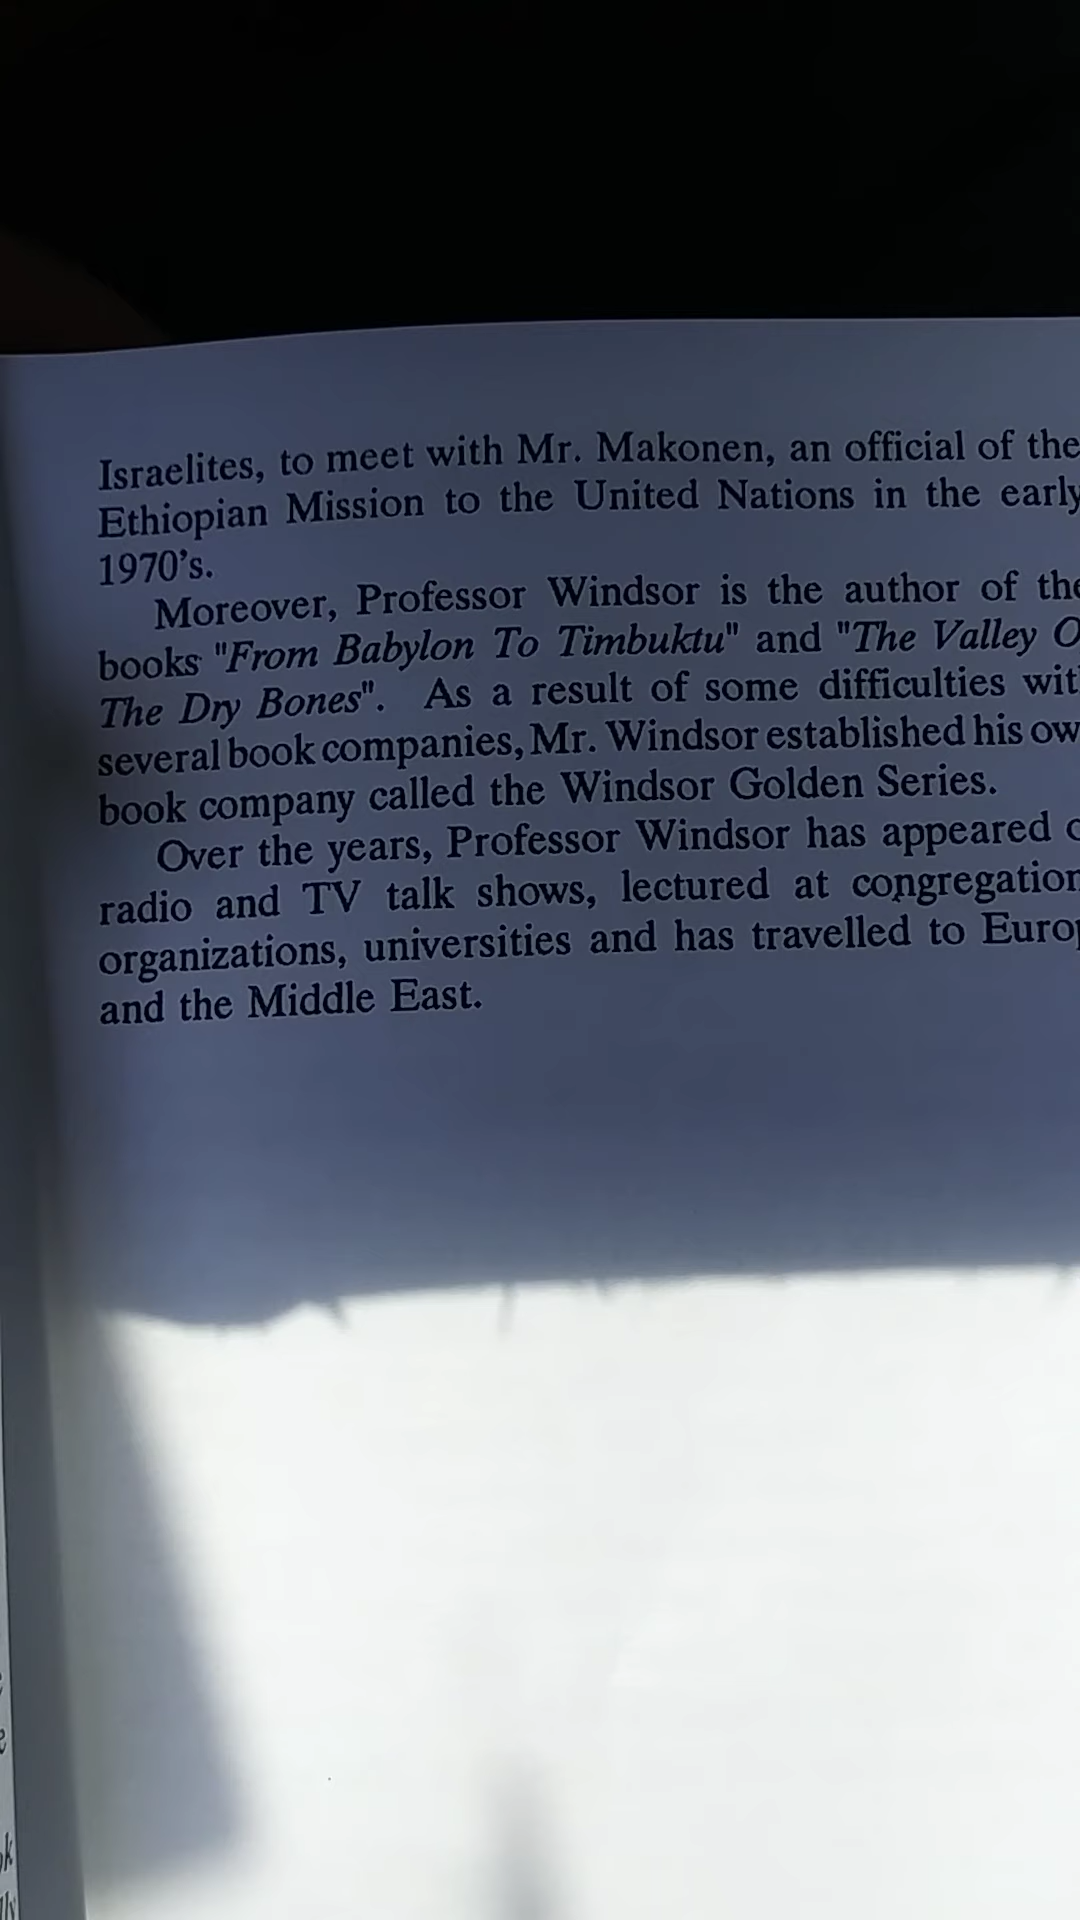 Israelites, to meet with Mr. Makonen, an official of the
Ethiopian Mission to the United Nations in the early
1970's.
Moreover, Professor Windsor is the author of the
books "From Babylon To Timbuktu" and "The Valley O
The Dry Bones". As a result of some difficulties wit
several book companies, Mr. Windsor established his ow
book company called the Windsor Golden Series.
Over the years, Professor Windsor has appeared
radio and TV talk shows, lectured at congregation
organizations, universities and has travelled to Euro
and the Middle East.